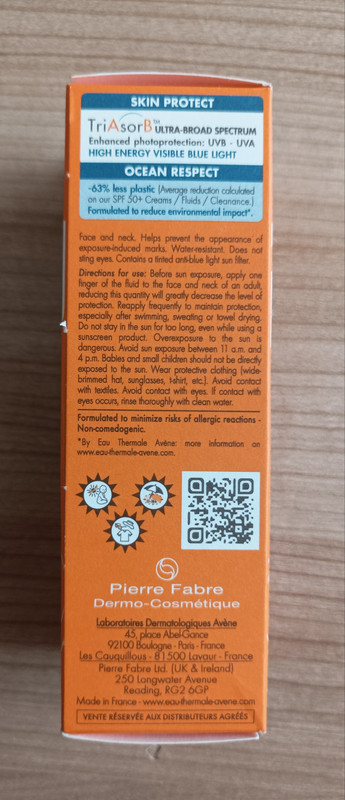 SKIN PROTECT
TriAsorB™ ULTRA-BROAD SPECTRUM
Enhanced photoprotection: UVB - UVA
HIGH ENERGY VISIBLE BLUE LIGHT
OCEAN RESPECT
-63% less plastic (Average reduction calculated
on our SPF 50+ Creams / Fluids / Cleanance.)
Formulated to reduce environmental impact*.
Face and neck. Helps prevent the appearance of
exposure-induced marks. Water-resistant. Does not
sting eyes. Contains a tinted anti-blue light sun filter.
Directions for use: Before sun exposure, apply one
finger of the fluid to the face and neck of an adult,
reducing this quantity will greatly decrease the level of
protection. Reapply frequently to maintain protection,
especially after swimming, sweating or towel drying.
Do not stay in the sun for too long, even while using a
sunscreen product. Overexposure to the sun is
dangerous. Avoid sun exposure between 11 a.m. and
4 p.m. Babies and small children should not be directly
exposed to the sun. Wear protective clothing (wide-
brimmed hat, sunglasses, t-shirt, etc.). Avoid contact
with textiles. Avoid contact with eyes. If contact with
eyes occurs, rinse thoroughly with clean water.
Formulated to minimize risks of allergic reactions -
Non-comedogenic.
*By Eau Thermale Avène: more information on
www.eau-thermale-avene.com.
Pierre Fabre
Dermo-Cosmétique
Laboratoires Dermatologiques Avène
45, place Abel-Gance
92100 Boulogne - Paris - France
Les Cauquillous - 81500 Lavaur - France
Pierre Fabre Ltd. (UK & Ireland)
250 Longwater Avenue
Reading, RG2 6GP
Made in France - www.eau-thermale-avene.com
VENTE RÉSERVÉE AUX DISTRIBUTEURS AGRÉÉS